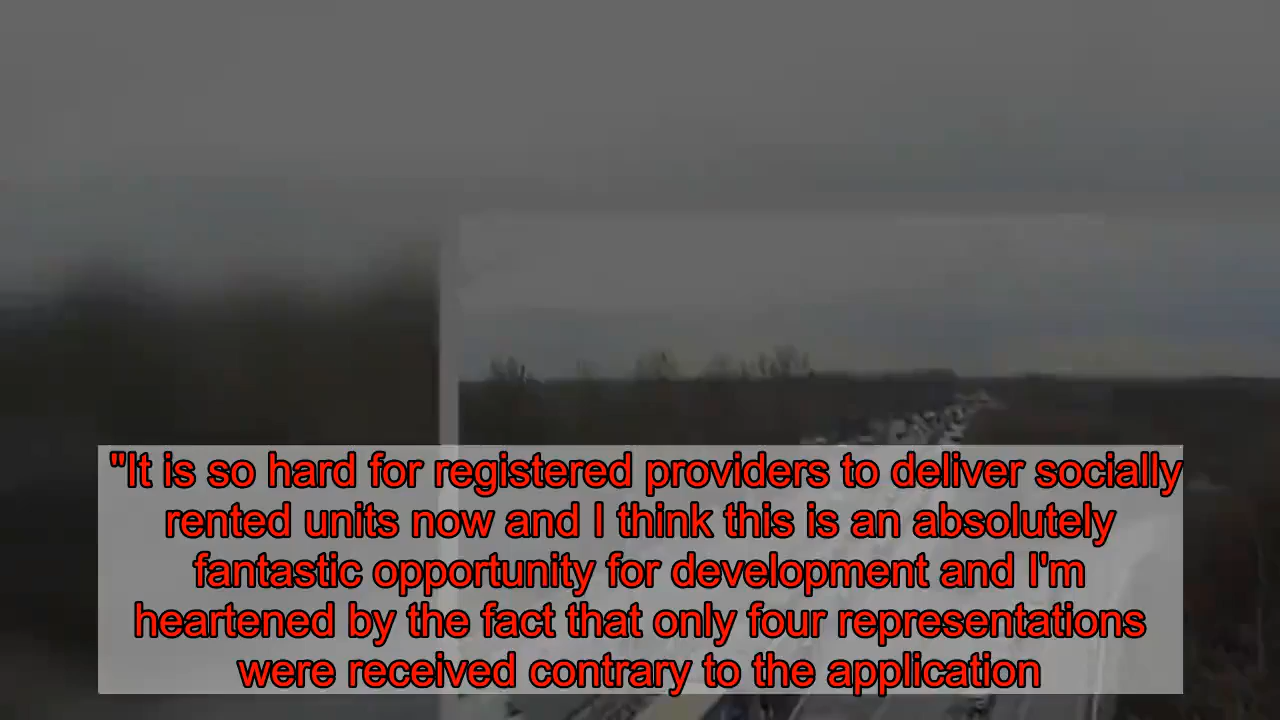 "It is so hard for registered providers to deliver socially
rented units now and I think this is an absolutely
fantastic opportunity for development and I'm
heartened by the fact that only four representations
were received contrary to the application